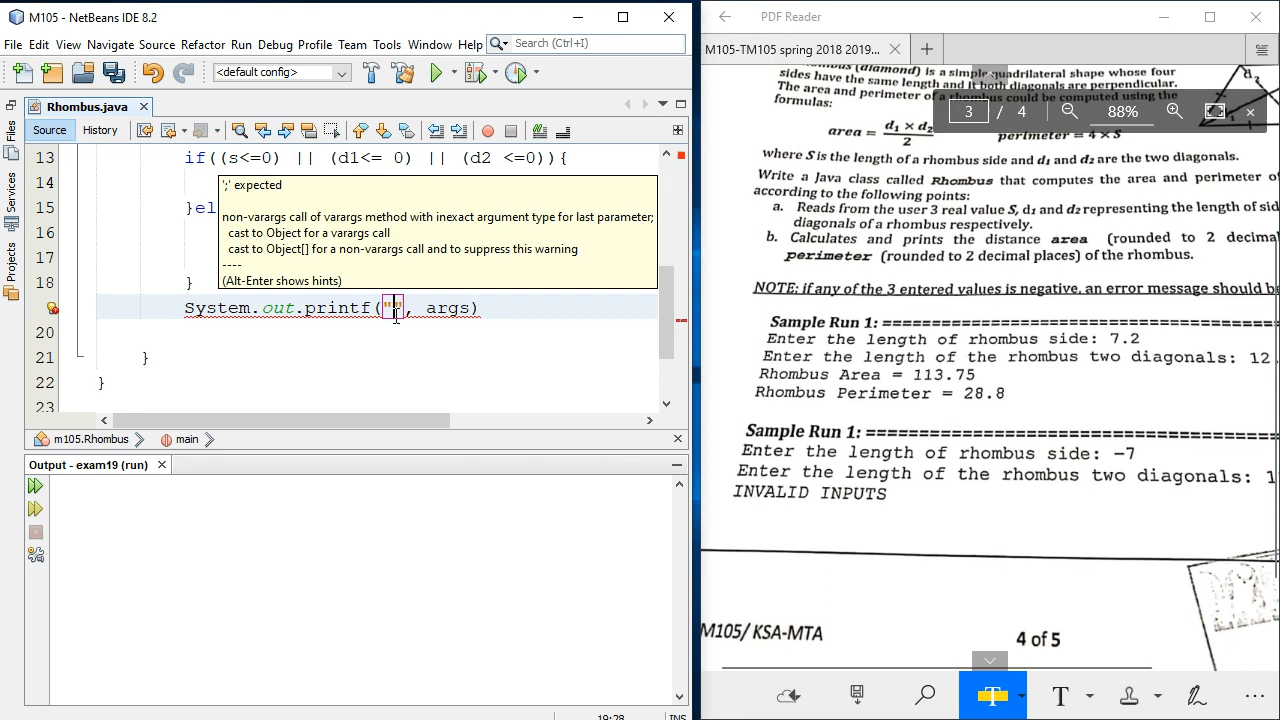 M105 - NetBeans IDE 8.2
File Edit View Navigate Source Refactor Run Debug Profile Team Tools Window Help
Search (Ctrl+I)
<default config>
Rhombus.java
Source History
Files
Services
Projects
13 if((s<=0) || (d1<= 0) || (d2 <=0)){
14
15 }el
16
17
18 }
System.out.printf("", args)
20
21 }
22 }
23
';' expected
n-varargs call of varargs method with inexact argument type for last parameter;
cast to Object for a varargs call
cast to Object[] for a non-varargs call and to suppress this warning
----
(Alt-Enter shows hints)
m105.Rhombus main
Output - exam19 (run)
19:28 INS
PDF Reader
M105-TM105 spring 2018 2019...
3 / 4 88%
(diamond) is a simple quadrilateral shape whose four
sides have the same length and it both diagonals are perpendicular.
The area and perimeter of a rhombus could be computed using the
formulas:
d2
area = d1 x d2 / 2 perimeter = 4 × S
where S is the length of a rhombus side and d1 and d2 are the two diagonals.
Write a Java class called Rhombus that computes the area and perimeter of
according to the following points:
a. Reads from the user 3 real value S, d1 and d2 representing the length of sid
diagonals of a rhombus respectively.
b. Calculates and prints the distance area (rounded to 2 decimal
perimeter (rounded to 2 decimal places) of the rhombus.
NOTE: if any of the 3 entered values is negative, an error message should be
Sample Run 1: ========================================
Enter the length of rhombus side: 7.2
Enter the length of the rhombus two diagonals: 12.
Rhombus Area = 113.75
Rhombus Perimeter = 28.8
Sample Run 1: ========================================
Enter the length of rhombus side: -7
Enter the length of the rhombus two diagonals: 1
INVALID INPUTS
M105/ KSA-MTA
4 of 5